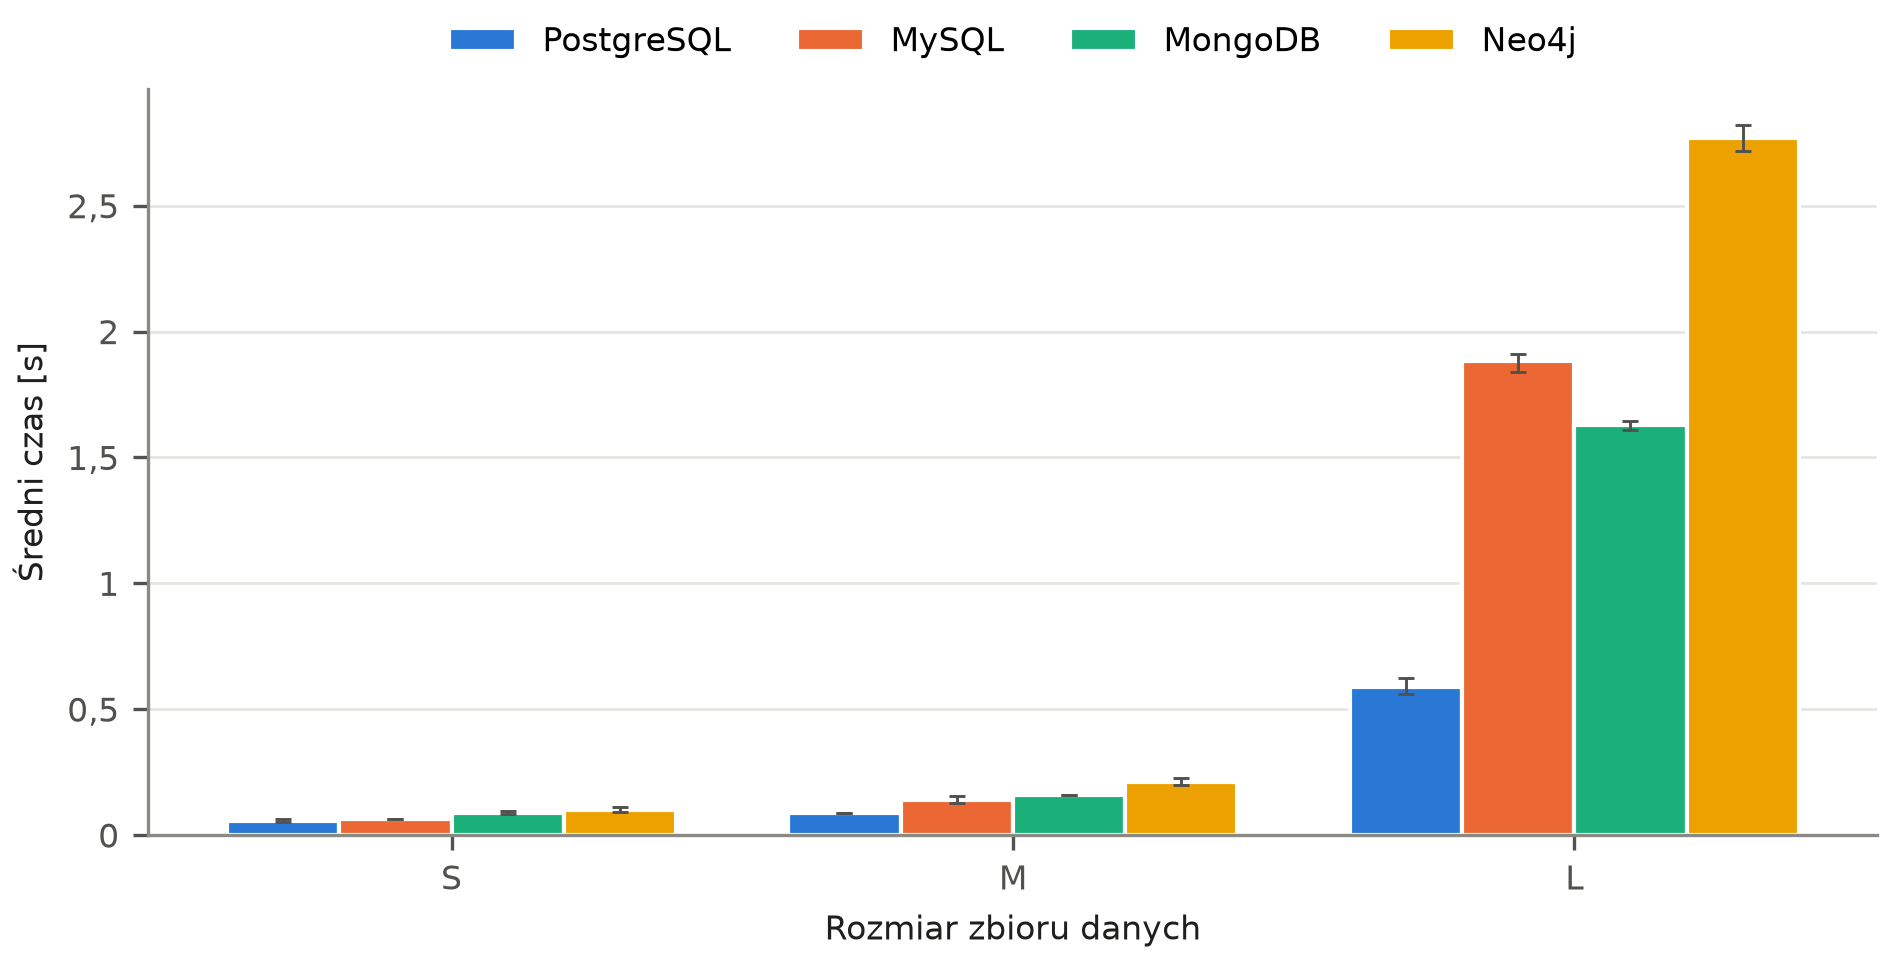 PostgreSQL MySQL MongoDB Neo4j
2,5
2
1,5
1
0,5
0
Średni czas [s]
S M L
Rozmiar zbioru danych